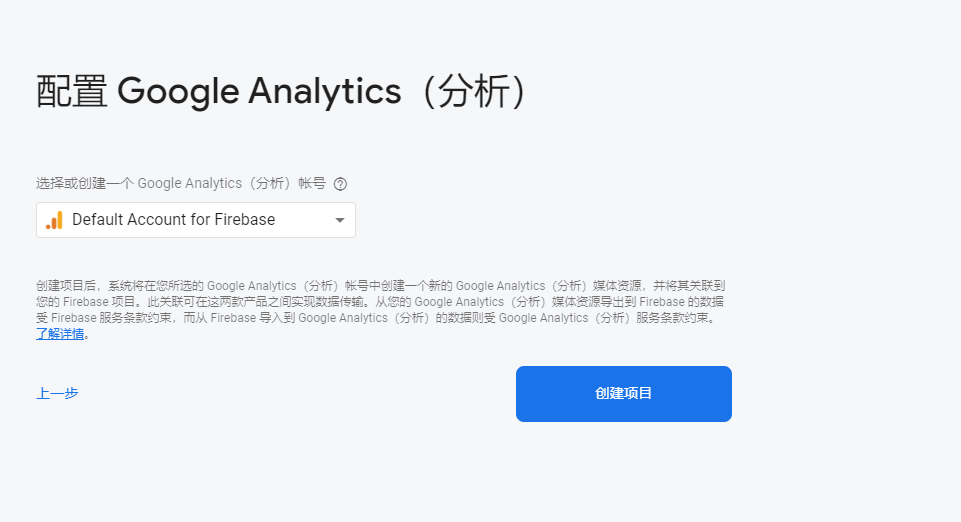 配置 Google Analytics（分析）
选择或创建一个 Google Analytics（分析）帐号
Default Account for Firebase
创建项目后，系统将在您所选的 Google Analytics（分析）帐号中创建一个新的 Google Analytics（分析）媒体资源，并将其关联到
您的 Firebase 项目。此关联可在这两款产品之间实现数据传输。从您的 Google Analytics（分析）媒体资源导出到 Firebase 的数据
受 Firebase 服务条款约束，而从 Firebase 导入到 Google Analytics（分析）的数据则受 Google Analytics（分析）服务条款约束。
了解详情。
上一步
创建项目